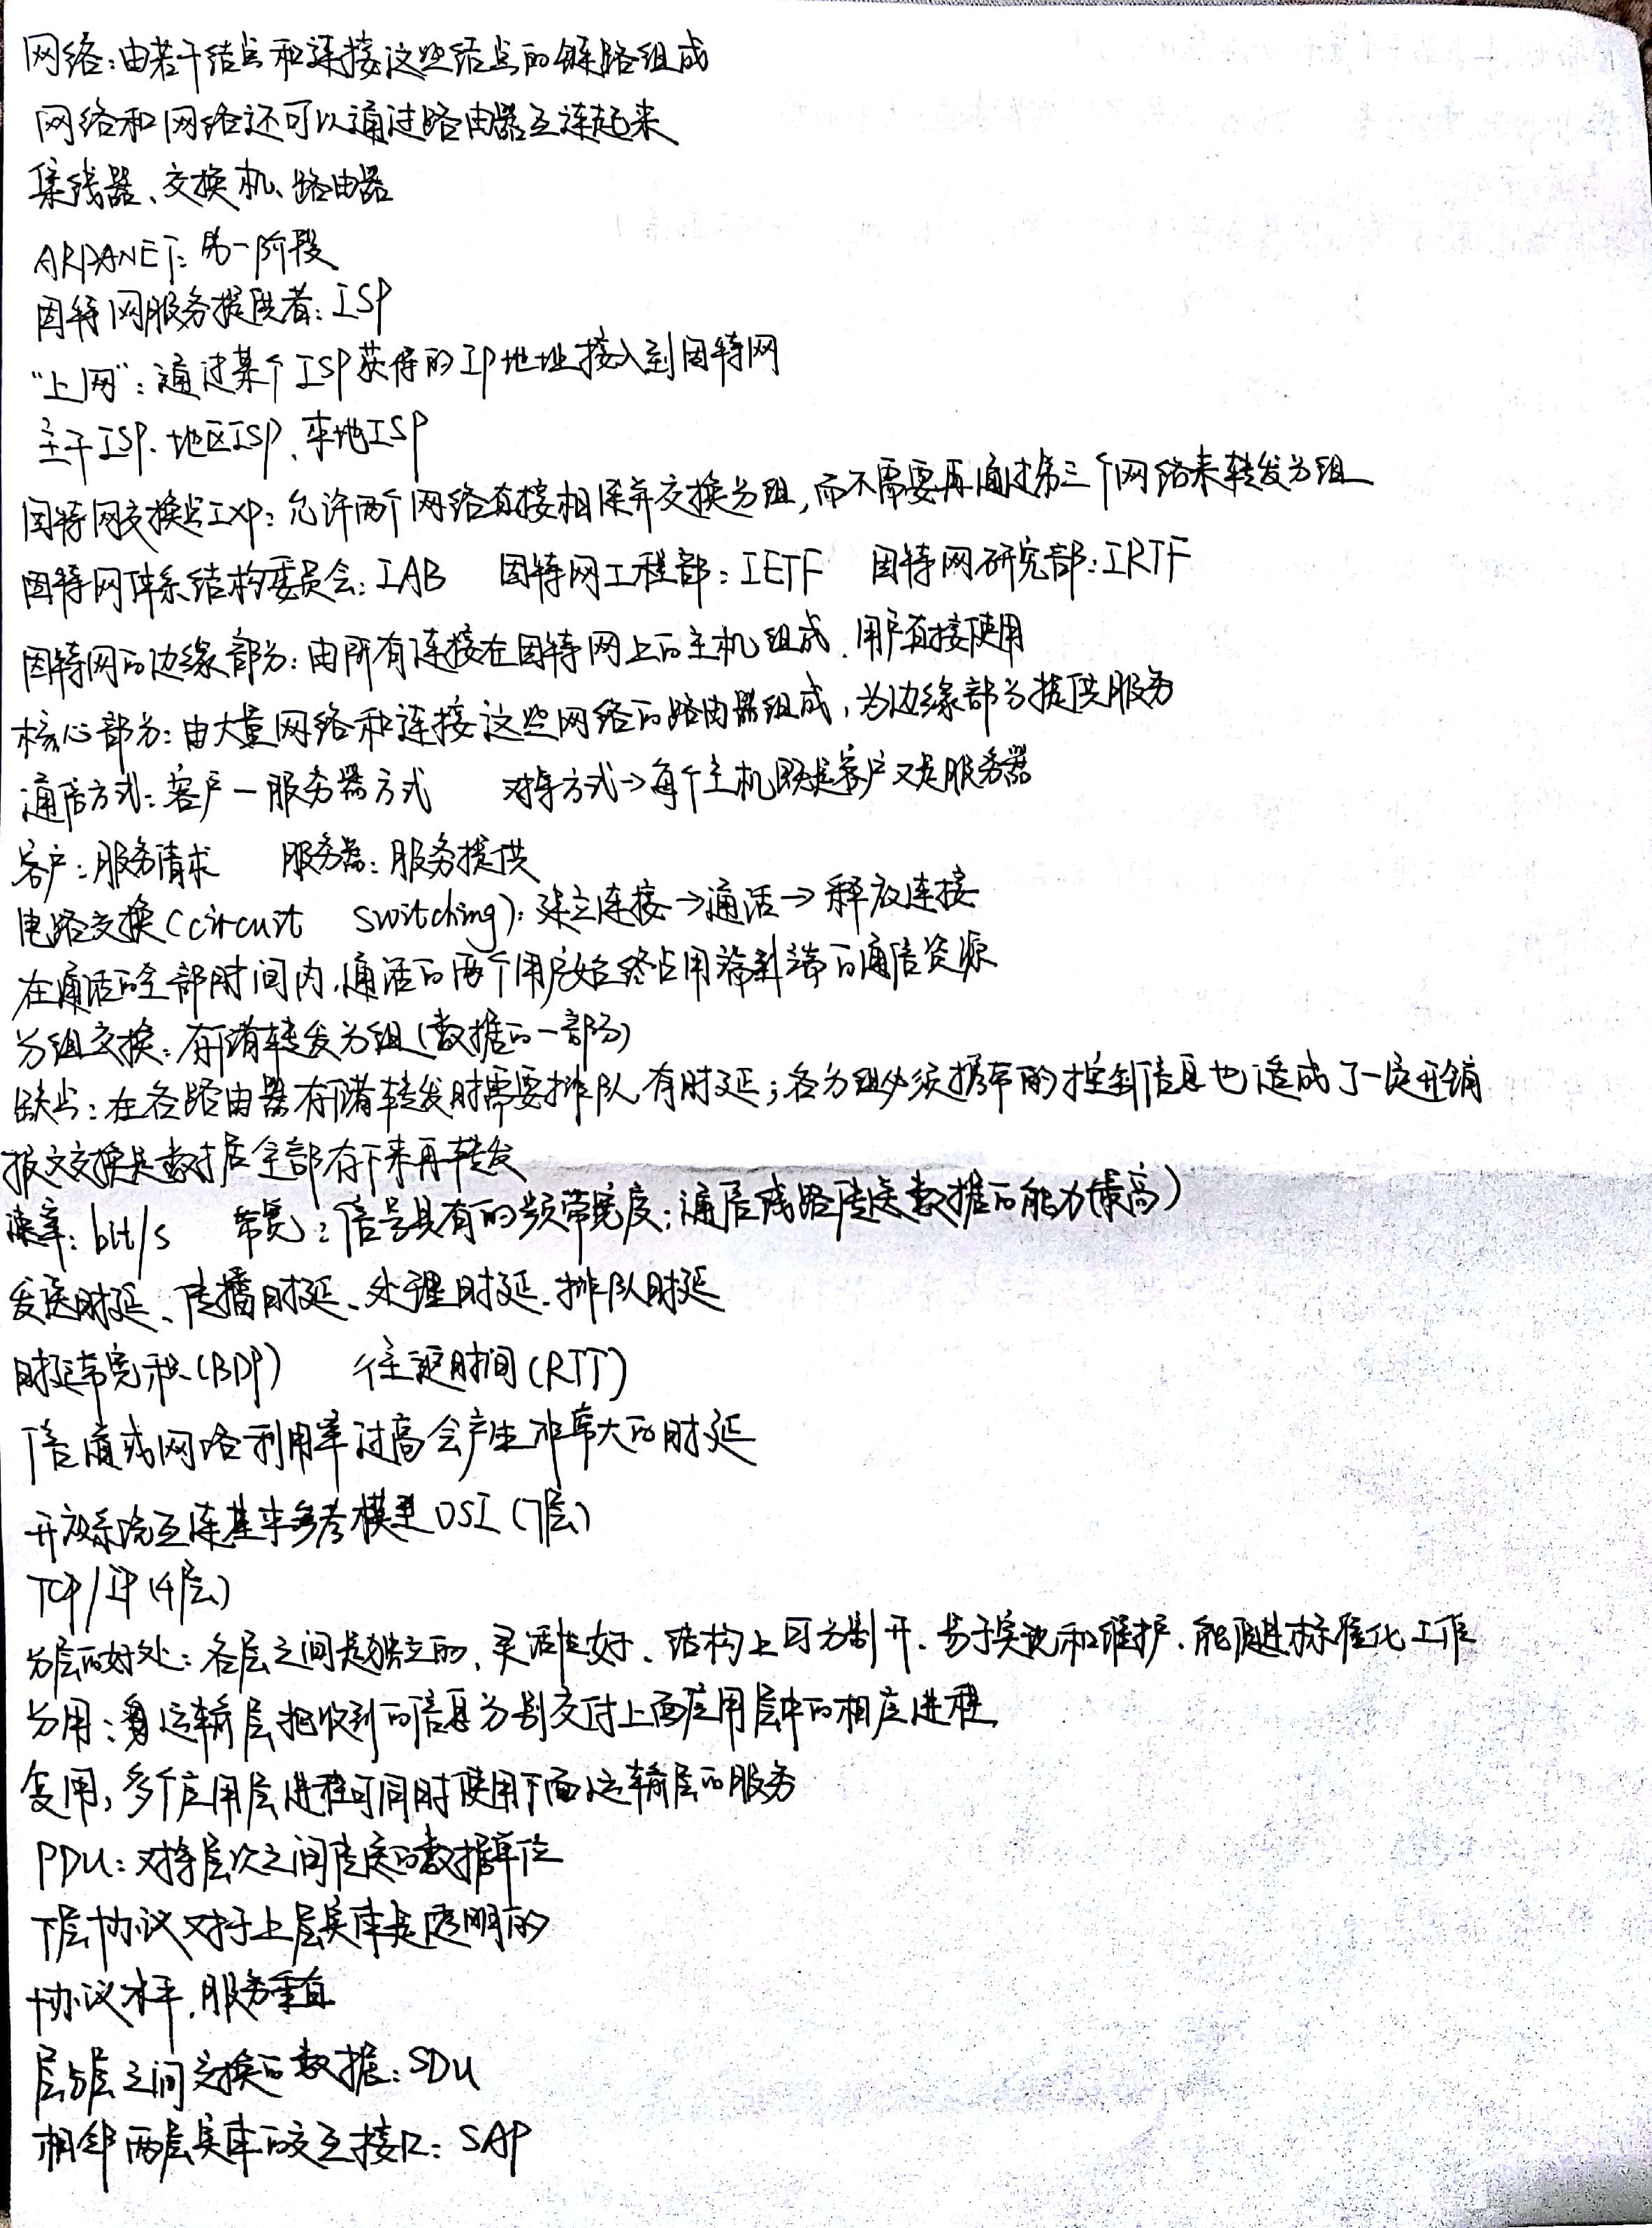 网络:由若干结点和连接这些结点的链路组成
网络和网络还可以通过路由器互连起来
集线器、交换机、路由器
ARPANET:第一阶段
因特网服务提供者:ISP
“上网”:通过某个ISP获得的IP地址接入到因特网
主干ISP、地区ISP、本地ISP
因特网交换点IXP:允许两个网络直接相连并交换分组,而不需要再通过第三个网络来转发分组
因特网体系结构委员会:IAB 因特网工程部:IETF 因特网研究部:IRTF
因特网的边缘部分:由所有连接在因特网上的主机组成.用户直接使用
核心部分:由大量网络和连接这些网络的路由器组成,为边缘部分提供服务
通信方式:客户-服务器方式 对等方式→每个主机既是客户又是服务器
客户:服务请求 服务器:服务提供
电路交换(circuit switching):建立连接→通话→释放连接
在通话的全部时间内,通话的两个用户始终占用端到端的通信资源
分组交换:存储转发分组(数据的一部分)
缺点:在各路由器存储转发时需要排队,有时延;各分组必须携带的控制信息也造成了一定开销
报文交换是数据全部存下来再转发
速率:bit/s 带宽:信号具有的频带宽度;通信线路传送数据的能力(最高)
发送时延、传播时延、处理时延、排队时延
时延带宽积(BDP) 往返时间(RTT)
信道或网络利用率过高会产生非常大的时延
开放系统互连基本参考模型OSI(7层)
TCP/IP(4层)
分层的好处:各层之间是独立的、灵活性好、结构上可分割开、易于实现和维护、能促进标准化工作
分用:运输层把收到的信息分别交付上面应用层中的相应进程
复用:多个应用层进程可同时使用下面运输层的服务
PDU:对等层次之间传送的数据单位
下层协议对于上层实体是透明的
协议水平,服务垂直
层与层之间交换的数据:SDU
相邻两层实体的交互接口:SAP